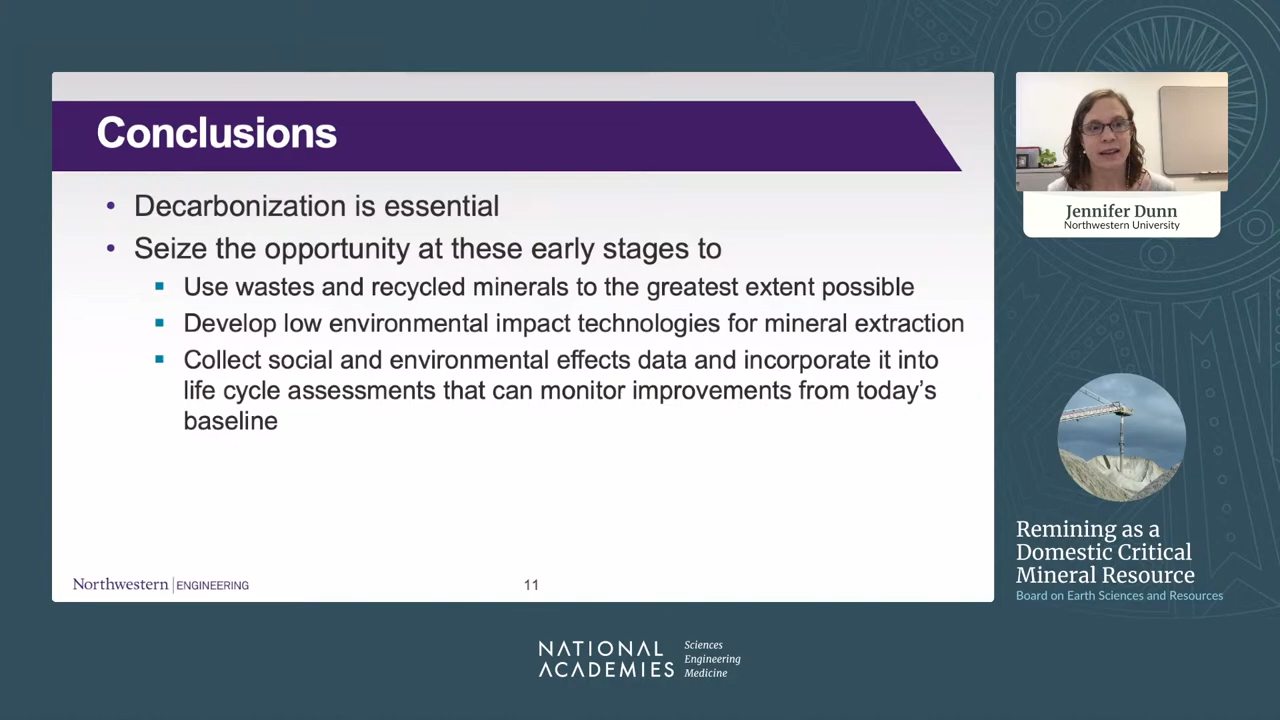 Conclusions
• Decarbonization is essential
• Seize the opportunity at these early stages to
▪ Use wastes and recycled minerals to the greatest extent possible
▪ Develop low environmental impact technologies for mineral extraction
▪ Collect social and environmental effects data and incorporate it into
life cycle assessments that can monitor improvements from today's
baseline
Northwestern | ENGINEERING
11
Jennifer Dunn
Northwestern University
Remining as a
Domestic Critical
Mineral Resource
Board on Earth Sciences and Resources
NATIONAL
ACADEMIES
Sciences
Engineering
Medicine